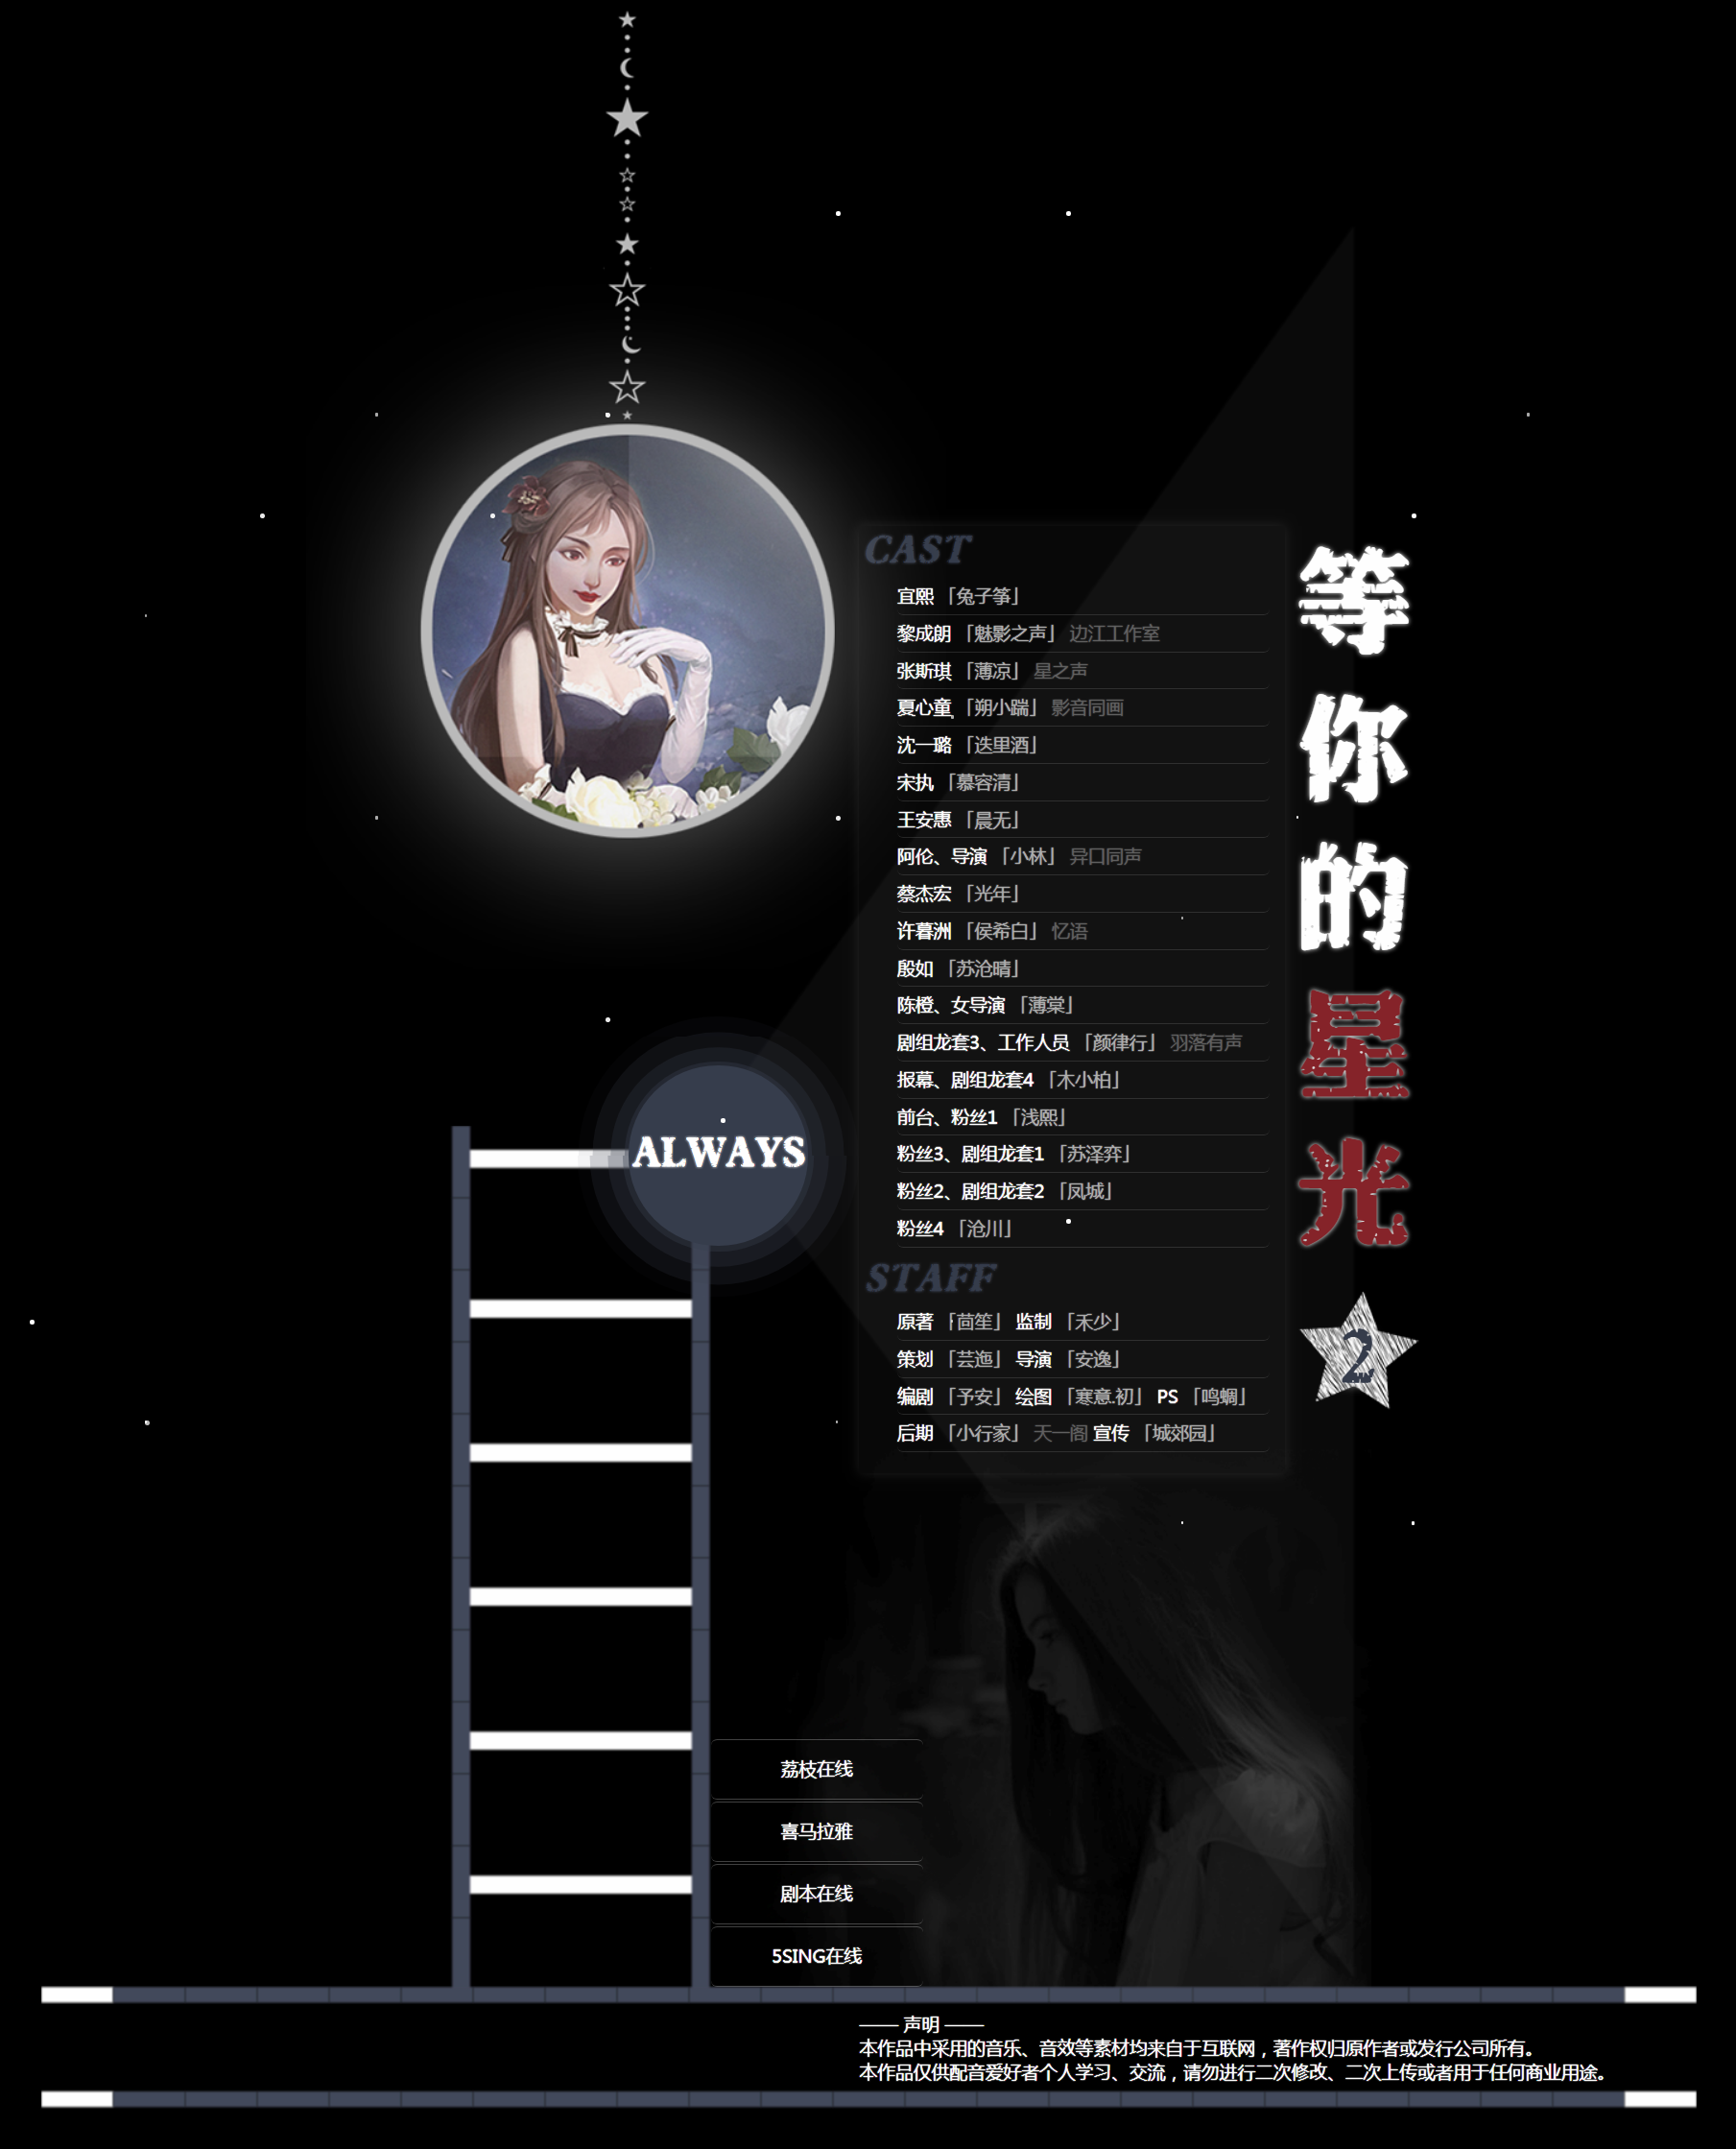 CAST
宜熙 「兔子筝」
黎成朗 「魅影之声」 边江工作室
张斯琪 「薄凉」 星之声
夏心童 「朔小踹」 影音同画
沈一璐 「迭里酒」
宋执 「慕容清」
王安惠 「晨无」
阿伦、导演 「小林」 异口同声
蔡杰宏 「光年」
许暮洲 「侯希白」 忆语
殷如 「苏沧晴」
陈橙、女导演 「薄棠」
剧组龙套3、工作人员 「颜律行」 羽落有声
报幕、剧组龙套4 「木小柏」
前台、粉丝1 「浅熙」
粉丝3、剧组龙套1 「苏泽弈」
粉丝2、剧组龙套2 「凤城」
粉丝4 「沧川」
STAFF
原著 「茴笙」 监制 「禾少」
策划 「芸迤」 导演 「安逸」
编剧 「予安」 绘图 「寒意.初」 PS 「鸣蜩」
后期 「小行家」 天一阁 宣传 「城郊园」
等你的星光
2
ALWAYS
荔枝在线
喜马拉雅
剧本在线
5SING在线
—— 声明 ——
本作品中采用的音乐、音效等素材均来自于互联网，著作权归原作者或发行公司所有。
本作品仅供配音爱好者个人学习、交流，请勿进行二次修改、二次上传或者用于任何商业用途。